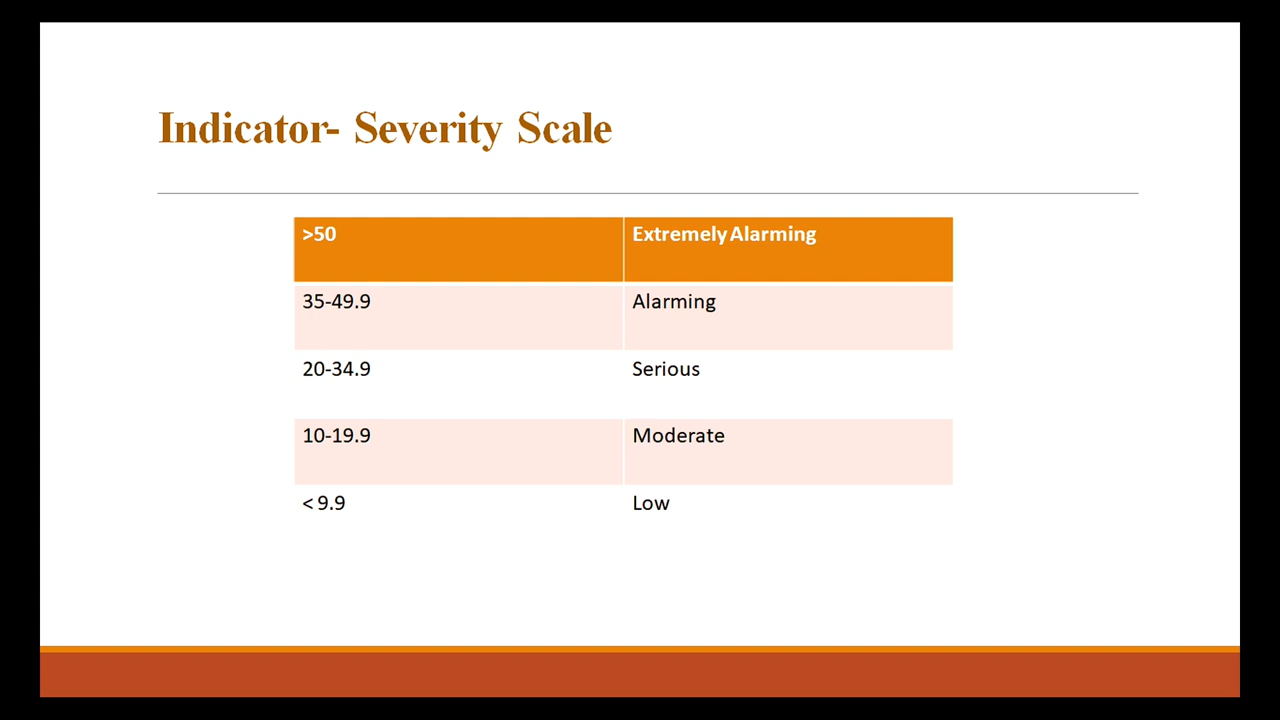 Indicator- Severity Scale
>50 Extremely Alarming
35-49.9 Alarming
20-34.9 Serious
10-19.9 Moderate
< 9.9 Low